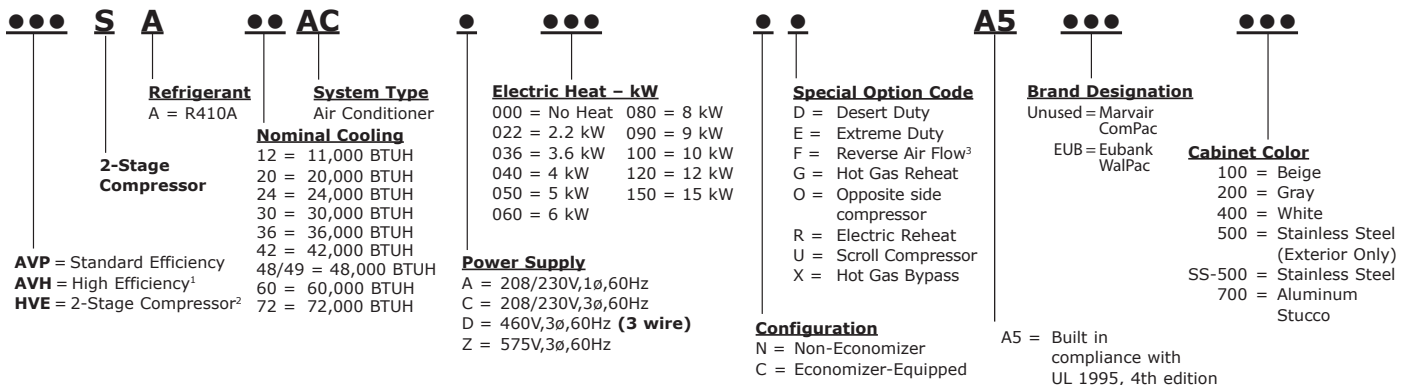 ●●● S A ●● AC ● ●●● ● ● A5 ●●● ●●●
Refrigerant
A = R410A
System Type
Air Conditioner
2-Stage
Compressor
Nominal Cooling
12 = 11,000 BTUH
20 = 20,000 BTUH
24 = 24,000 BTUH
30 = 30,000 BTUH
36 = 36,000 BTUH
42 = 42,000 BTUH
48/49 = 48,000 BTUH
60 = 60,000 BTUH
72 = 72,000 BTUH
AVP = Standard Efficiency
AVH = High Efficiency¹
HVE = 2-Stage Compressor²
Electric Heat – kW
000 = No Heat 080 = 8 kW
022 = 2.2 kW 090 = 9 kW
036 = 3.6 kW 100 = 10 kW
040 = 4 kW 120 = 12 kW
050 = 5 kW 150 = 15 kW
060 = 6 kW
Power Supply
A = 208/230V,1ø,60Hz
C = 208/230V,3ø,60Hz
D = 460V,3ø,60Hz (3 wire)
Z = 575V,3ø,60Hz
Special Option Code
D = Desert Duty
E = Extreme Duty
F = Reverse Air Flow³
G = Hot Gas Reheat
O = Opposite side
compressor
R = Electric Reheat
U = Scroll Compressor
X = Hot Gas Bypass
Configuration
N = Non-Economizer
C = Economizer-Equipped
A5 = Built in
compliance with
UL 1995, 4th edition
Brand Designation
Unused = Marvair
ComPac
EUB = Eubank
WalPac
Cabinet Color
100 = Beige
200 = Gray
400 = White
500 = Stainless Steel
(Exterior Only)
SS-500 = Stainless Steel
700 = Aluminum
Stucco